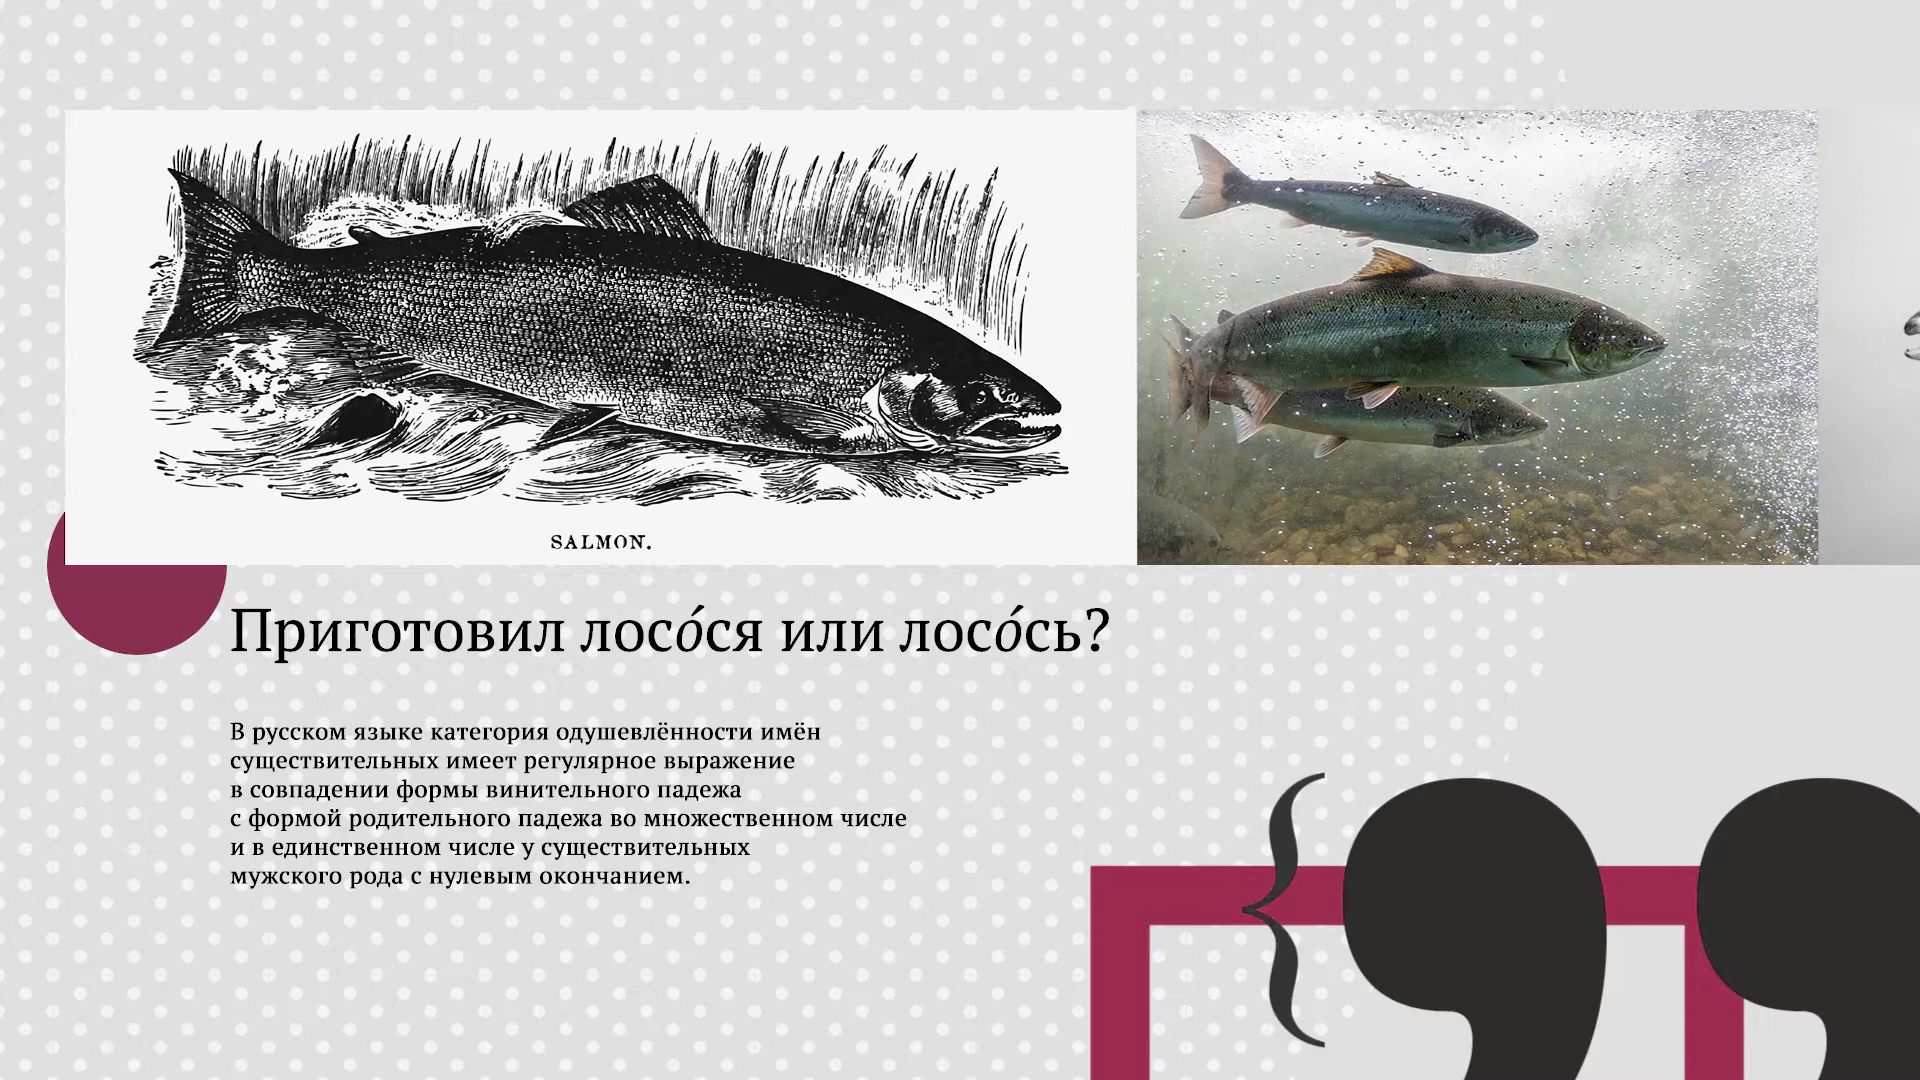 SALMON.
Приготовил лосо́ся или лосо́сь?
В русском языке категория одушевлённости имён
существительных имеет регулярное выражение
в совпадении формы винительного падежа
с формой родительного падежа во множественном числе
и в единственном числе у существительных
мужского рода с нулевым окончанием.